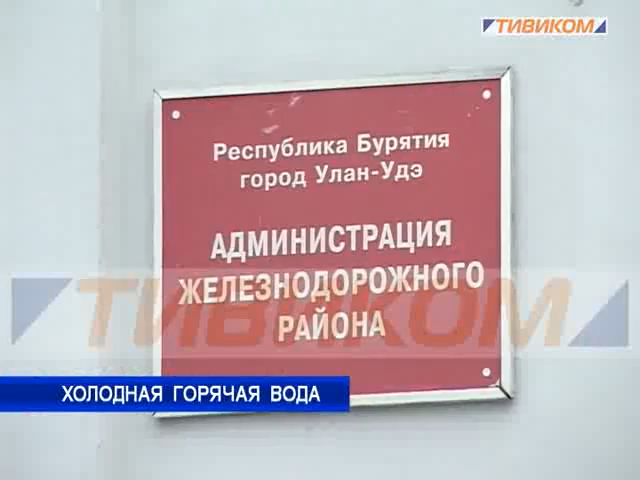 ТИВИКОМ
Республика Бурятия
город Улан-Удэ
АДМИНИСТРАЦИЯ
ЖЕЛЕЗНОДОРОЖНОГО
РАЙОНА
ТИВИКОМ
ХОЛОДНАЯ ГОРЯЧАЯ ВОДА